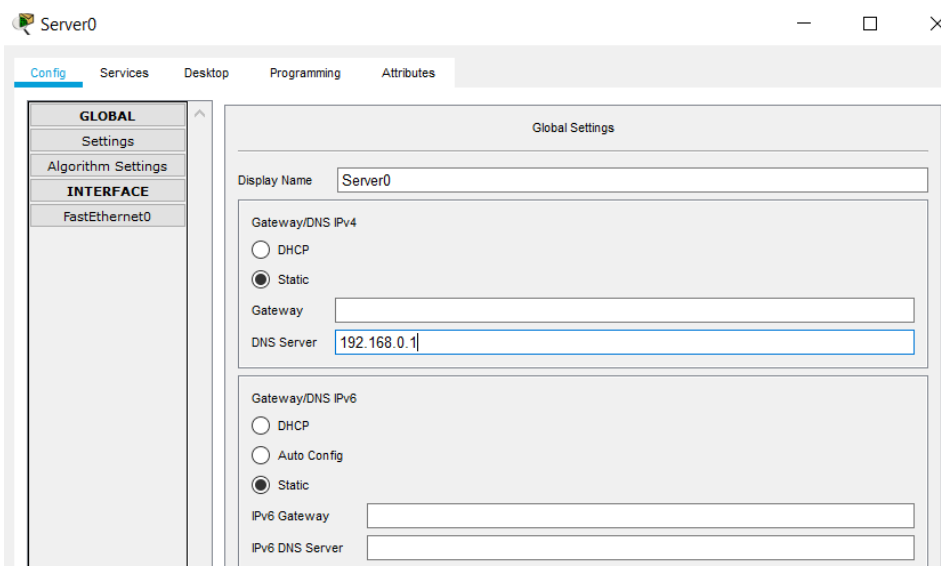 Server0
Config Services Desktop Programming Attributes
GLOBAL
Settings
Algorithm Settings
INTERFACE
FastEthernet0
Global Settings
Display Name Server0
Gateway/DNS IPv4
DHCP
Static
Gateway
DNS Server 192.168.0.1
Gateway/DNS IPv6
DHCP
Auto Config
Static
IPv6 Gateway
IPv6 DNS Server